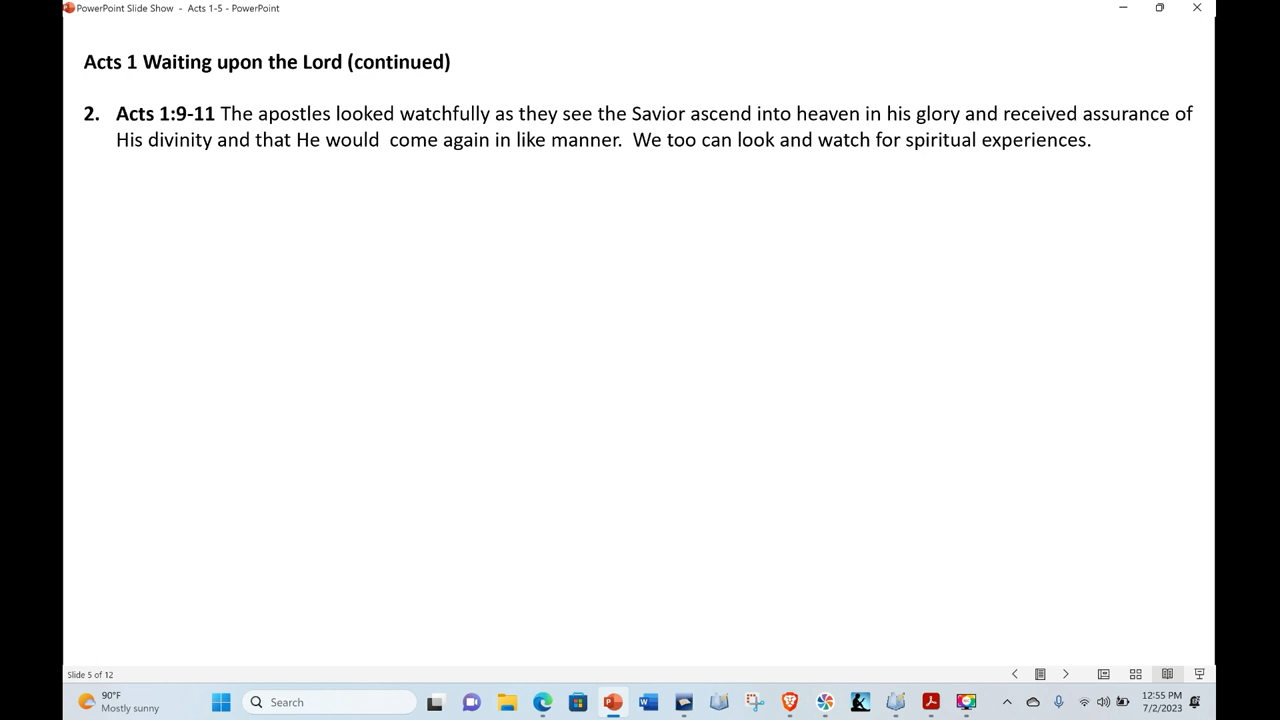 PowerPoint Slide Show - Acts 1-5 - PowerPoint
Acts 1 Waiting upon the Lord (continued)
2. Acts 1:9-11 The apostles looked watchfully as they see the Savior ascend into heaven in his glory and received assurance of
His divinity and that He would  come again in like manner.  We too can look and watch for spiritual experiences.
Slide 5 of 12
90°F
Mostly sunny
Search
12:55 PM
7/2/2023